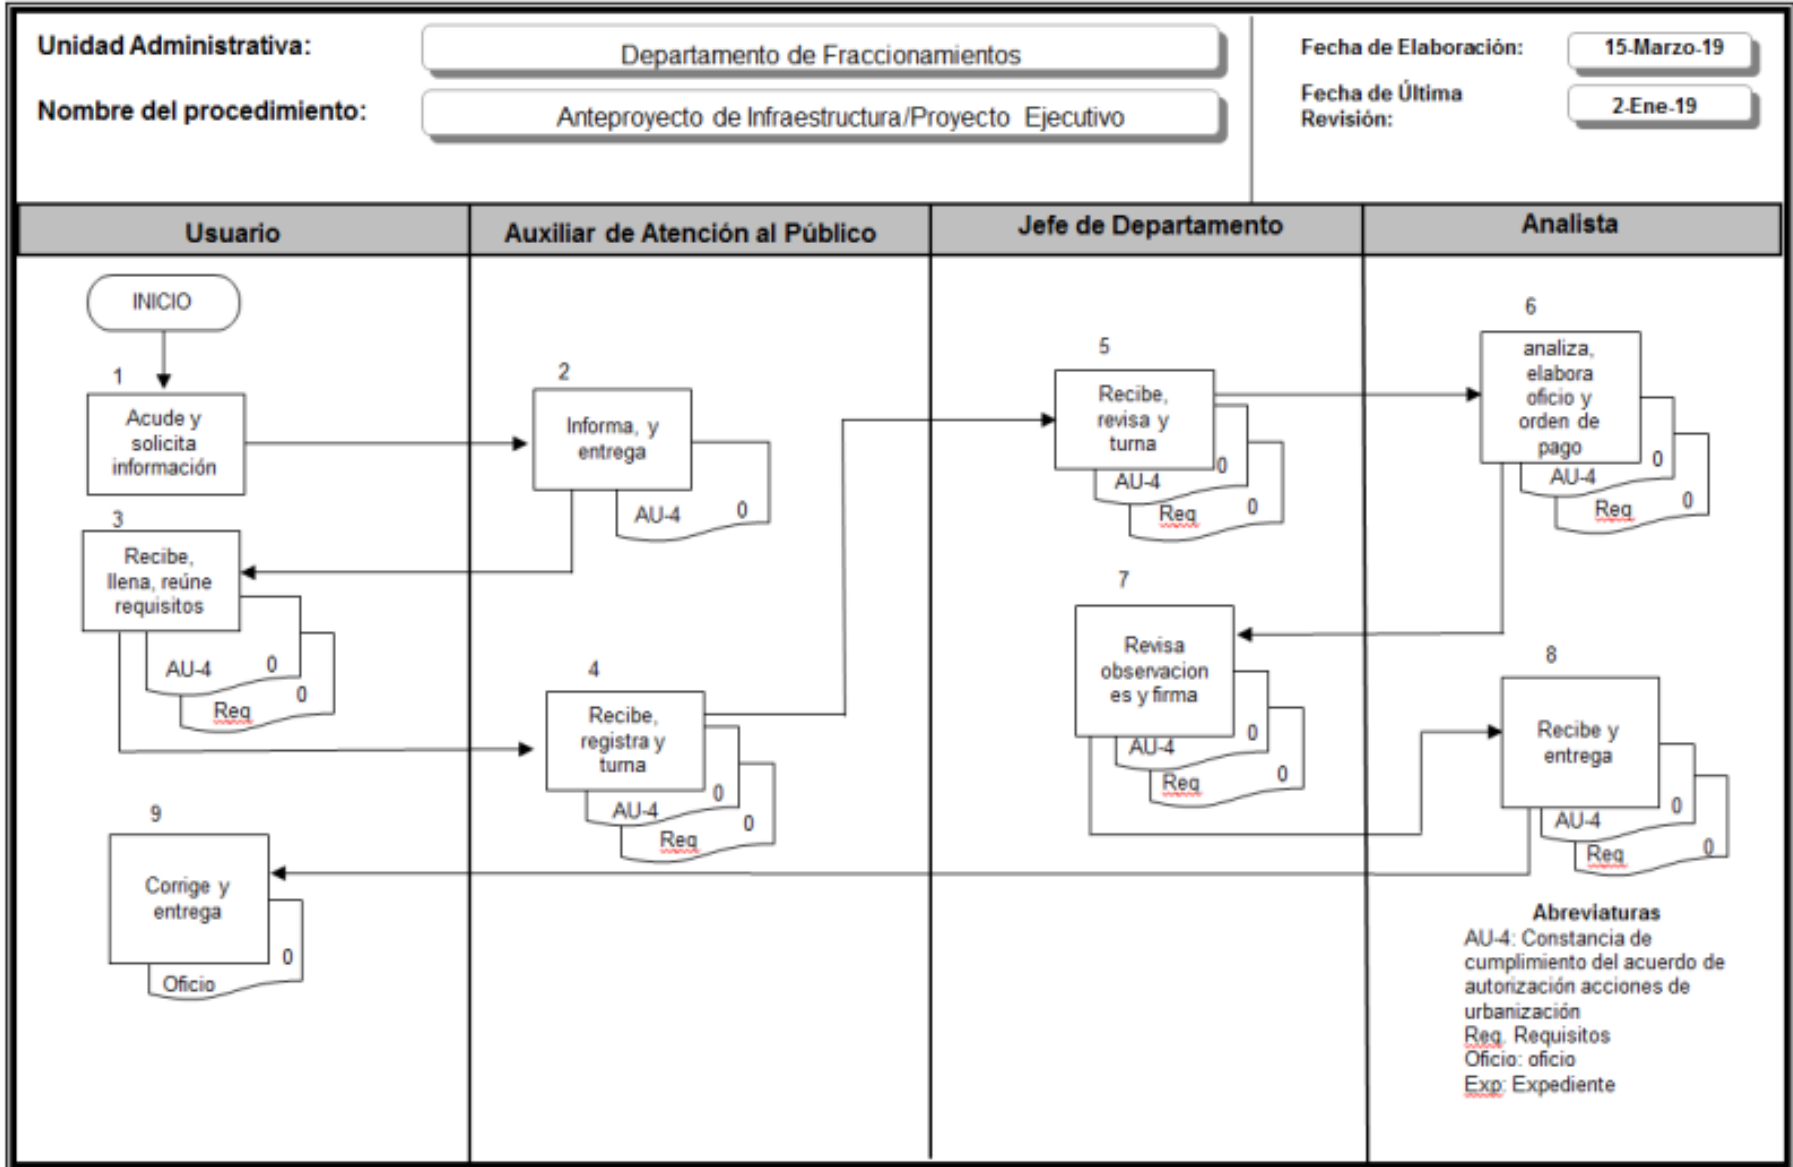 Unidad Administrativa:
Departamento de Fraccionamientos
Fecha de Elaboración:
15-Marzo-19
Nombre del procedimiento:
Anteproyecto de Infraestructura/Proyecto Ejecutivo
Fecha de Última
Revisión:
2-Ene-19
Usuario
Auxiliar de Atención al Público
Jefe de Departamento
Analista
INICIO
1
Acude y
solicita
información
2
Informa, y
entrega
AU-4
0
3
Recibe,
llena, reúne
requisitos
AU-4
0
Req
0
4
Recibe,
registra y
turna
AU-4
0
Req
0
5
Recibe,
revisa y
turna
AU-4
0
Req
0
6
analiza,
elabora
oficio y
orden de
pago
AU-4
0
Req
0
7
Revisa
observacion
es y firma
AU-4
0
Req
0
8
Recibe y
entrega
AU-4
0
Req
0
9
Corrige y
entrega
Oficio
0
Abreviaturas
AU-4: Constancia de
cumplimiento del acuerdo de
autorización acciones de
urbanización
Req. Requisitos
Oficio: oficio
Exp: Expediente